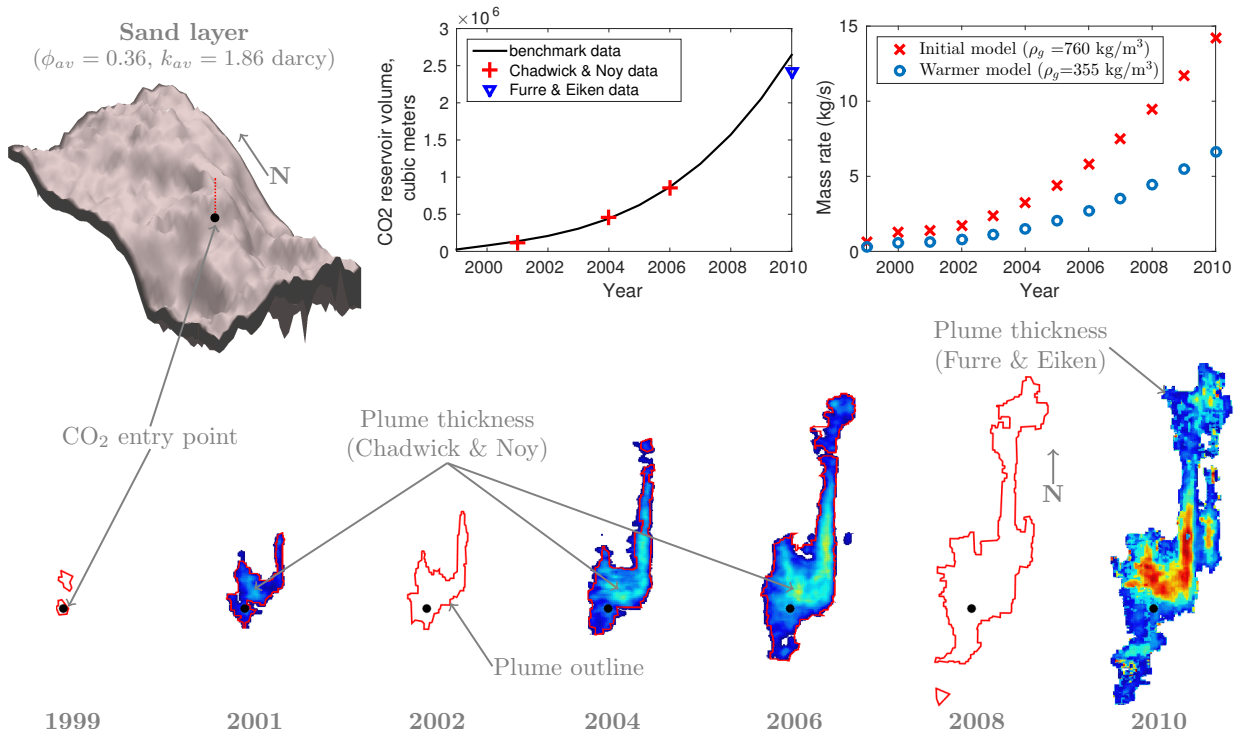 Sand layer
(ϕav = 0.36, kav = 1.86 darcy)
N
CO₂ entry point
×10⁶
3
2.5
2
1.5
1
0.5
0
CO2 reservoir volume,
cubic meters
benchmark data
Chadwick & Noy data
Furre & Eiken data
2000 2002 2004 2006 2008 2010
Year
15
10
5
0
Mass rate (kg/s)
Initial model (ρg =760 kg/m³)
Warmer model (ρg=355 kg/m³)
2000 2002 2004 2006 2008 2010
Year
Plume thickness
(Chadwick & Noy)
Plume outline
Plume thickness
(Furre & Eiken)
N
1999 2001 2002 2004 2006 2008 2010